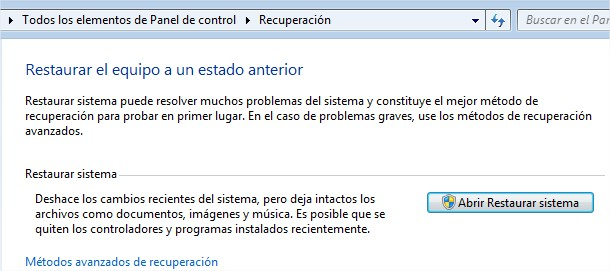 Todos los elementos de Panel de control ▸ Recuperación
Buscar en el Pan
Restaurar el equipo a un estado anterior
Restaurar sistema puede resolver muchos problemas del sistema y constituye el mejor método de
recuperación para probar en primer lugar. En el caso de problemas graves, use los métodos de recuperación
avanzados.
Restaurar sistema
Deshace los cambios recientes del sistema, pero deja intactos los
archivos como documentos, imágenes y música. Es posible que se
quiten los controladores y programas instalados recientemente.
Abrir Restaurar sistema
Métodos avanzados de recuperación